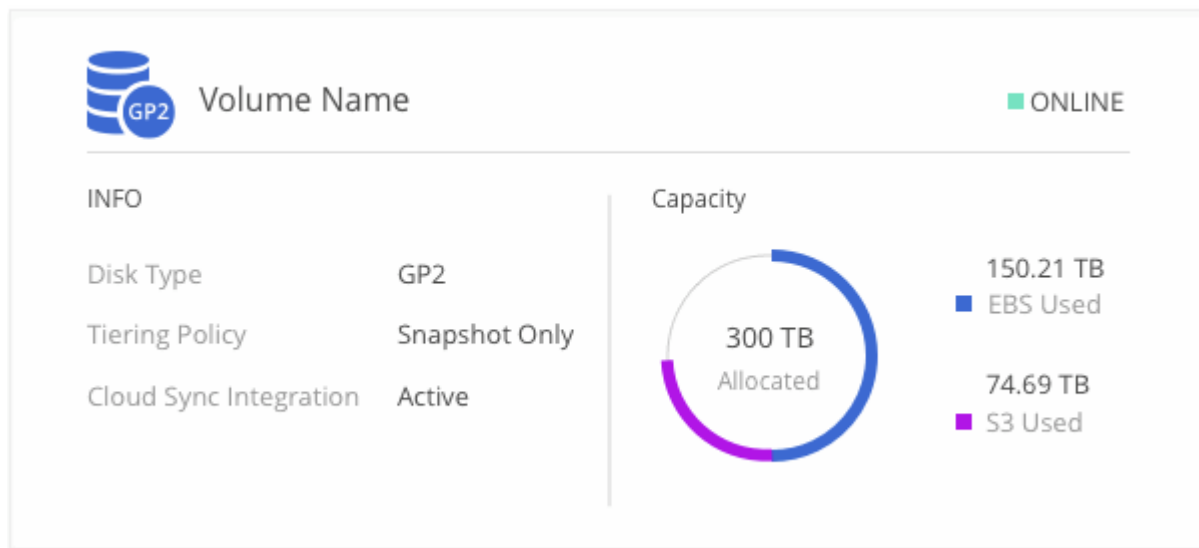 GP2
Volume Name
ONLINE
INFO
Disk Type GP2
Tiering Policy Snapshot Only
Cloud Sync Integration Active
Capacity
300 TB
Allocated
150.21 TB
EBS Used
74.69 TB
S3 Used